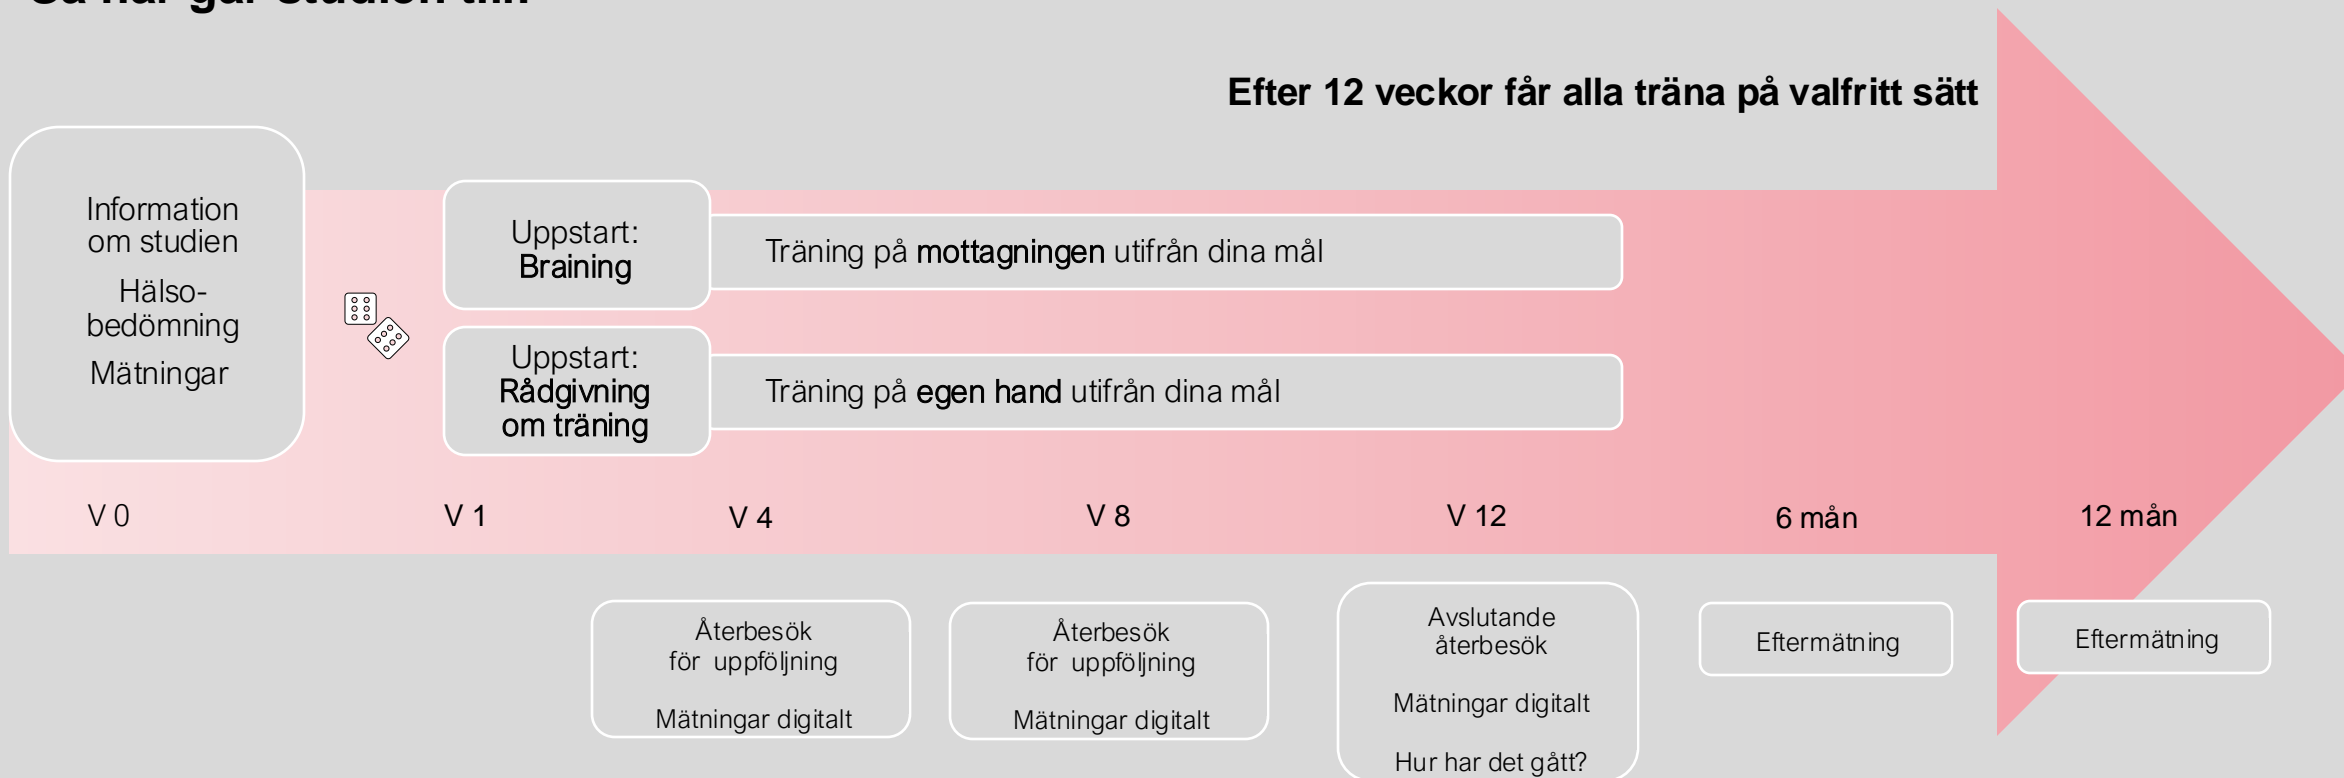 Efter 12 veckor får alla träna på valfritt sätt
Information
om studien
Hälso-
bedömning
Mätningar
Uppstart:
Braining
Träning på mottagningen utifrån dina mål
Uppstart:
Rådgivning
om träning
Träning på egen hand utifrån dina mål
V 0
V 1
V 4
V 8
V 12
6 mån
12 mån
Återbesök
för uppföljning
Mätningar digitalt
Återbesök
för uppföljning
Mätningar digitalt
Avslutande
återbesök
Mätningar digitalt
Hur har det gått?
Eftermätning
Eftermätning